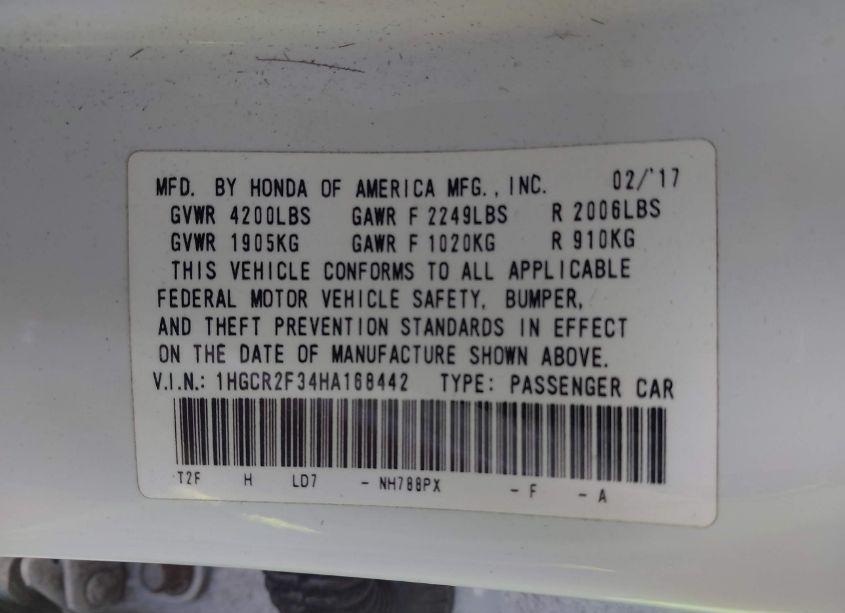 MFD. BY HONDA OF AMERICA MFG., INC. 02/'17
GVWR 4200LBS GAWR F 2249LBS R 2006LBS
GVWR 1905KG GAWR F 1020KG R 910KG
THIS VEHICLE CONFORMS TO ALL APPLICABLE
FEDERAL MOTOR VEHICLE SAFETY, BUMPER,
AND THEFT PREVENTION STANDARDS IN EFFECT
ON THE DATE OF MANUFACTURE SHOWN ABOVE.
V.I.N.: 1HGCR2F34HA168442 TYPE: PASSENGER CAR
T2F H LD7 - NH788PX - F - A